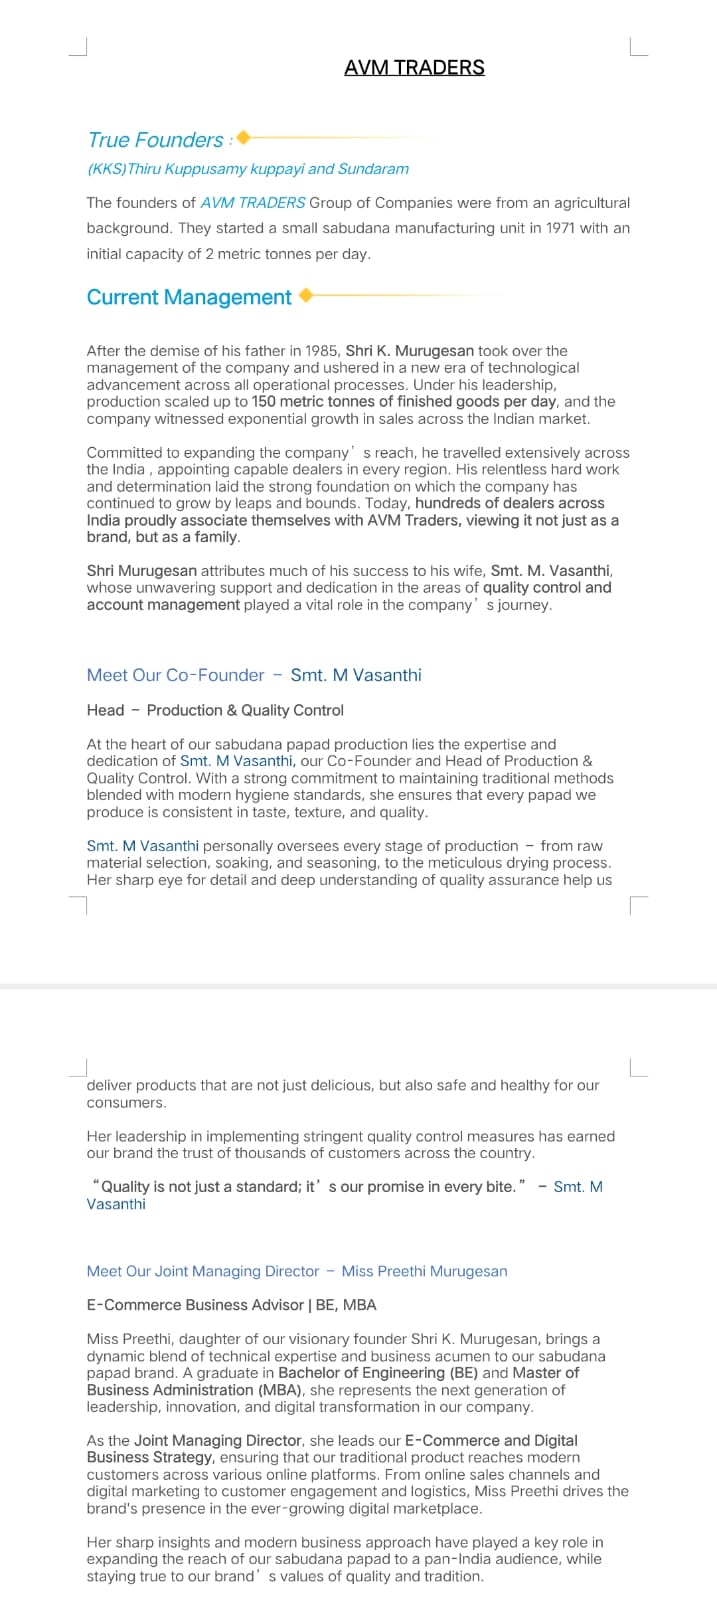 AVM TRADERS
True Founders :
(KKS)Thiru Kuppusamy kuppayi and Sundaram
The founders of AVM TRADERS Group of Companies were from an agricultural
background. They started a small sabudana manufacturing unit in 1971 with an
initial capacity of 2 metric tonnes per day.
Current Management
After the demise of his father in 1985, Shri K. Murugesan took over the
management of the company and ushered in a new era of technological
advancement across all operational processes. Under his leadership,
production scaled up to 150 metric tonnes of finished goods per day, and the
company witnessed exponential growth in sales across the Indian market.
Committed to expanding the company’s reach, he travelled extensively across
the India , appointing capable dealers in every region. His relentless hard work
and determination laid the strong foundation on which the company has
continued to grow by leaps and bounds. Today, hundreds of dealers across
India proudly associate themselves with AVM Traders, viewing it not just as a
brand, but as a family.
Shri Murugesan attributes much of his success to his wife, Smt. M. Vasanthi,
whose unwavering support and dedication in the areas of quality control and
account management played a vital role in the company’s journey.
Meet Our Co-Founder – Smt. M Vasanthi
Head – Production & Quality Control
At the heart of our sabudana papad production lies the expertise and
dedication of Smt. M Vasanthi, our Co-Founder and Head of Production &
Quality Control. With a strong commitment to maintaining traditional methods
blended with modern hygiene standards, she ensures that every papad we
produce is consistent in taste, texture, and quality.
Smt. M Vasanthi personally oversees every stage of production – from raw
material selection, soaking, and seasoning, to the meticulous drying process.
Her sharp eye for detail and deep understanding of quality assurance help us
deliver products that are not just delicious, but also safe and healthy for our
consumers.
Her leadership in implementing stringent quality control measures has earned
our brand the trust of thousands of customers across the country.
“Quality is not just a standard; it’s our promise in every bite.” – Smt. M
Vasanthi
Meet Our Joint Managing Director – Miss Preethi Murugesan
E-Commerce Business Advisor | BE, MBA
Miss Preethi, daughter of our visionary founder Shri K. Murugesan, brings a
dynamic blend of technical expertise and business acumen to our sabudana
papad brand. A graduate in Bachelor of Engineering (BE) and Master of
Business Administration (MBA), she represents the next generation of
leadership, innovation, and digital transformation in our company.
As the Joint Managing Director, she leads our E-Commerce and Digital
Business Strategy, ensuring that our traditional product reaches modern
customers across various online platforms. From online sales channels and
digital marketing to customer engagement and logistics, Miss Preethi drives the
brand's presence in the ever-growing digital marketplace.
Her sharp insights and modern business approach have played a key role in
expanding the reach of our sabudana papad to a pan-India audience, while
staying true to our brand’s values of quality and tradition.